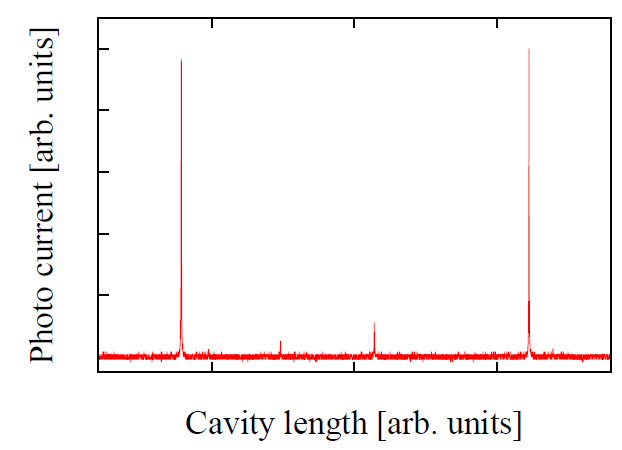 Photo current [arb. units]
Cavity length [arb. units]